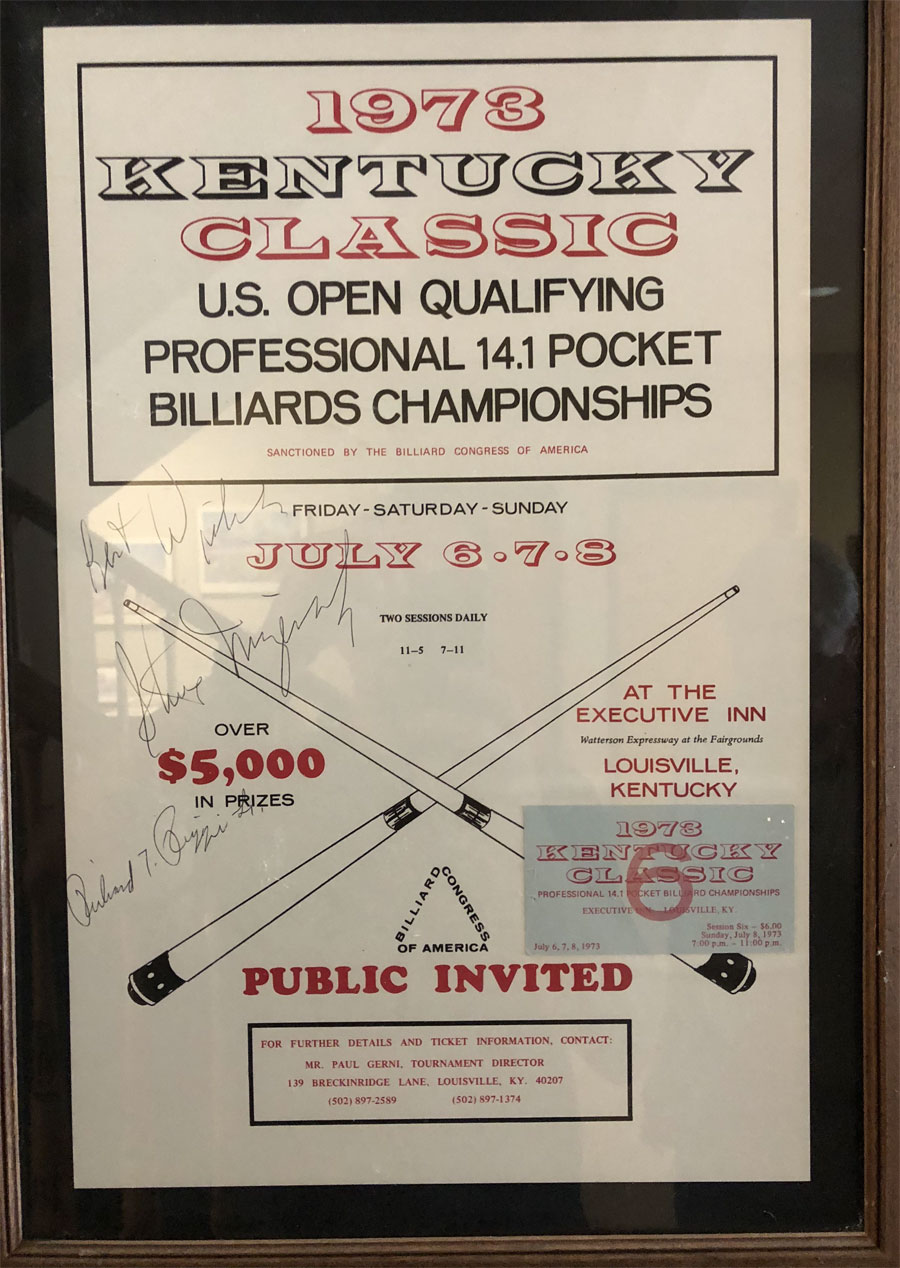 1973
KENTUCKY
CLASSIC
U.S. OPEN QUALIFYING
PROFESSIONAL 14.1 POCKET
BILLIARDS CHAMPIONSHIPS
SANCTIONED BY THE BILLIARD CONGRESS OF AMERICA
FRIDAY - SATURDAY - SUNDAY
JULY 6 · 7 · 8
TWO SESSIONS DAILY
11–5 7–11
Best Wishes
Steve Mizerak
OVER
$5,000
IN PRIZES
Richard T.
AT THE
EXECUTIVE INN
Watterson Expressway at the Fairgrounds
LOUISVILLE,
KENTUCKY
1973
KENTUCKY
CLASSIC
6
PROFESSIONAL 14.1 POCKET BILLIARD CHAMPIONSHIPS
EXECUTIVE INN – LOUISVILLE, KY.
Session Six – $6.00
Sunday, July 8, 1973
7:00 p.m. – 11:00 p.m.
July 6, 7, 8, 1973
BILLIARD CONGRESS
OF AMERICA
PUBLIC INVITED
FOR FURTHER DETAILS AND TICKET INFORMATION, CONTACT:
MR. PAUL GERNI, TOURNAMENT DIRECTOR
139 BRECKINRIDGE LANE, LOUISVILLE, KY. 40207
(502) 897-2589 (502) 897-1374